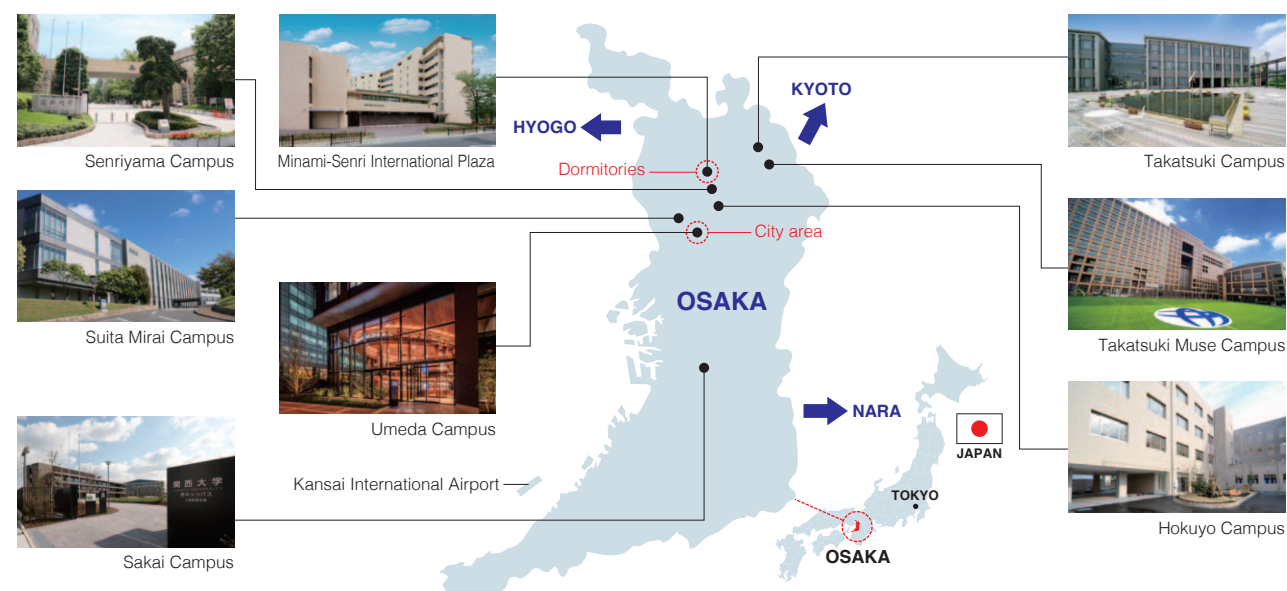 Senriyama Campus
Minami-Senri International Plaza
Takatsuki Campus
HYOGO
KYOTO
Dormitories
City area
Suita Mirai Campus
OSAKA
Takatsuki Muse Campus
Umeda Campus
NARA
JAPAN
Kansai International Airport
TOKYO
OSAKA
関西大学
Sakai Campus
Hokuyo Campus